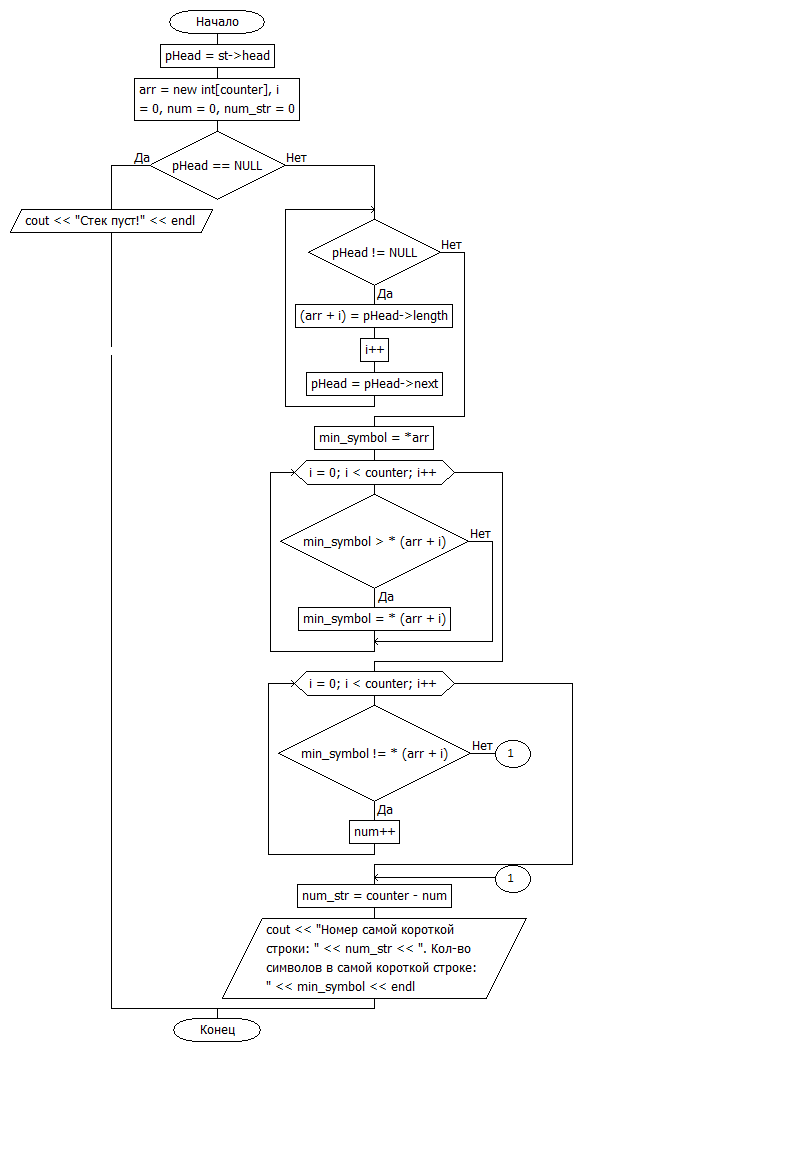 Начало
pHead = st->head
arr = new int[counter], i
= 0, num = 0, num_str = 0
Да
pHead == NULL
Нет
cout << "Стек пуст!" << endl
pHead != NULL
Нет
Да
(arr + i) = pHead->length
i++
pHead = pHead->next
min_symbol = *arr
i = 0; i < counter; i++
min_symbol > * (arr + i)
Нет
Да
min_symbol = * (arr + i)
i = 0; i < counter; i++
min_symbol != * (arr + i)
Нет
1
Да
num++
1
num_str = counter - num
cout << "Номер самой короткой
строки: " << num_str << ". Кол-во
символов в самой короткой строке:
" << min_symbol << endl
Конец